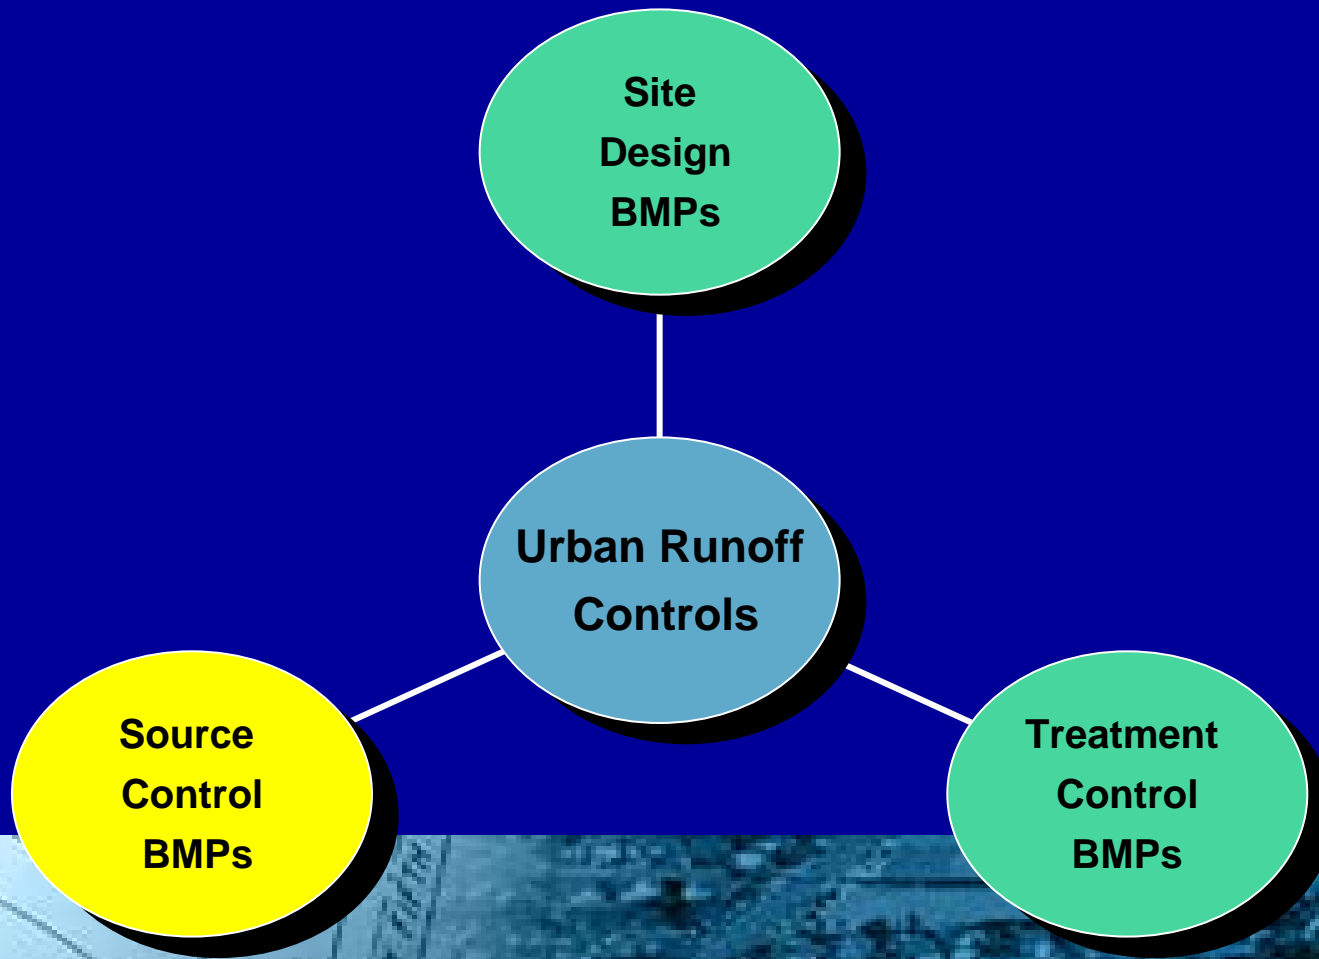 Site
Design
BMPs
Urban Runoff
Controls
Source
Control
BMPs
Treatment
Control
BMPs